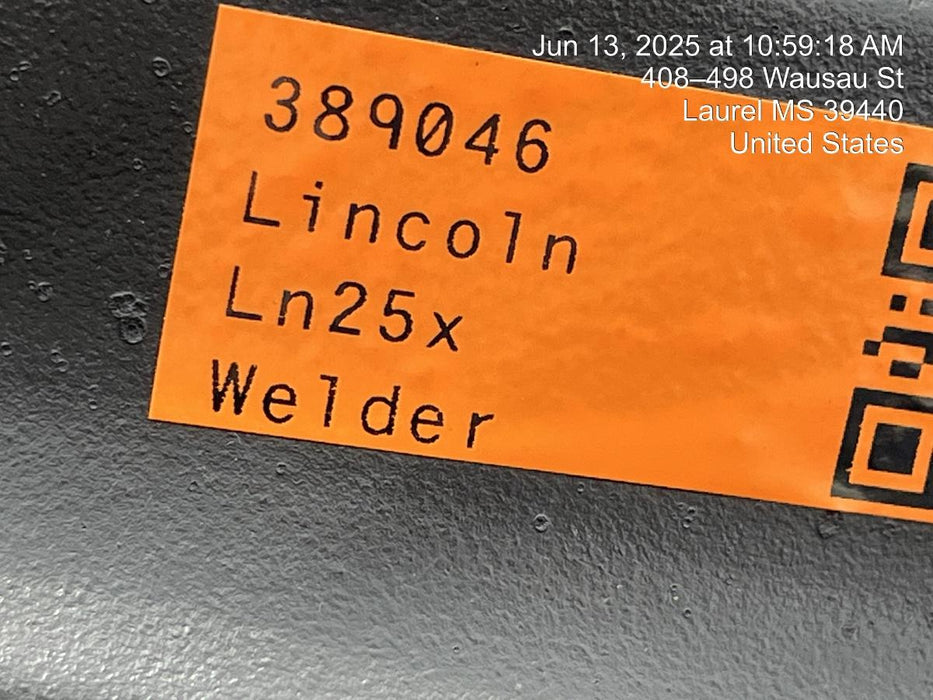 Jun 13, 2025 at 10:59:18 AM
408–498 Wausau St
Laurel MS 39440
United States
389046
Lincoln
Ln25x
Welder